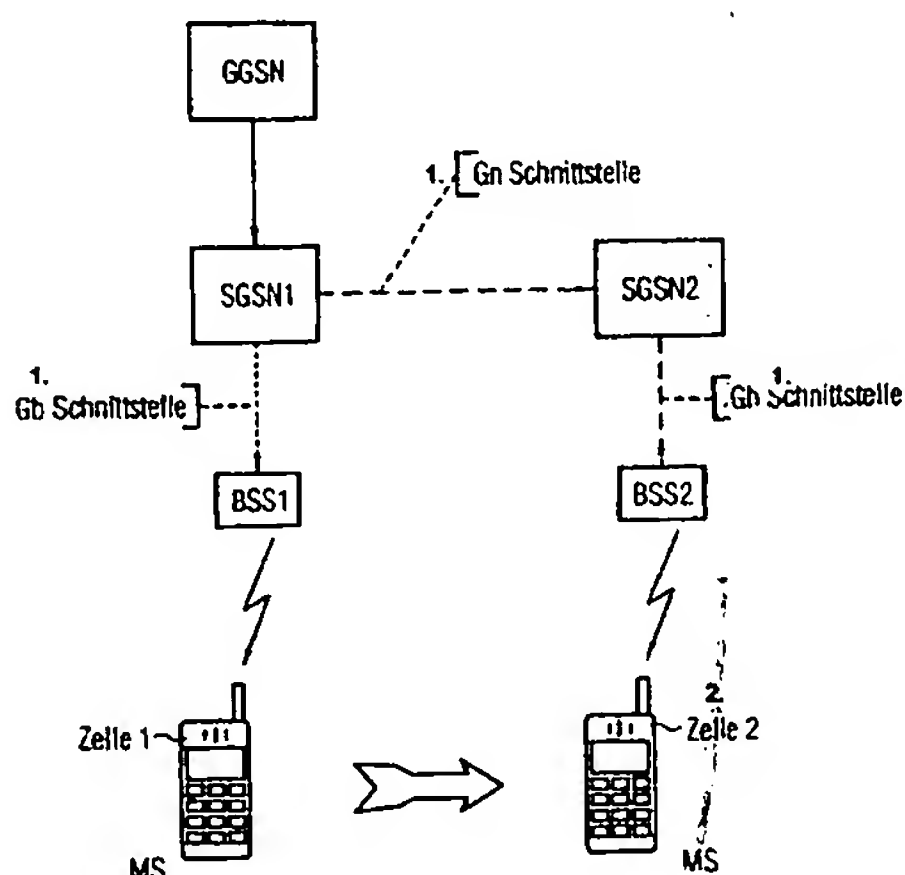 GGSN
1. Gn Schnittstelle
SGSN1
SGSN2
1.
Gb Schnittstelle
1.
Gb Schnittstelle
BSS1
BSS2
2.
Zelle 1
Zelle 2
MS
MS